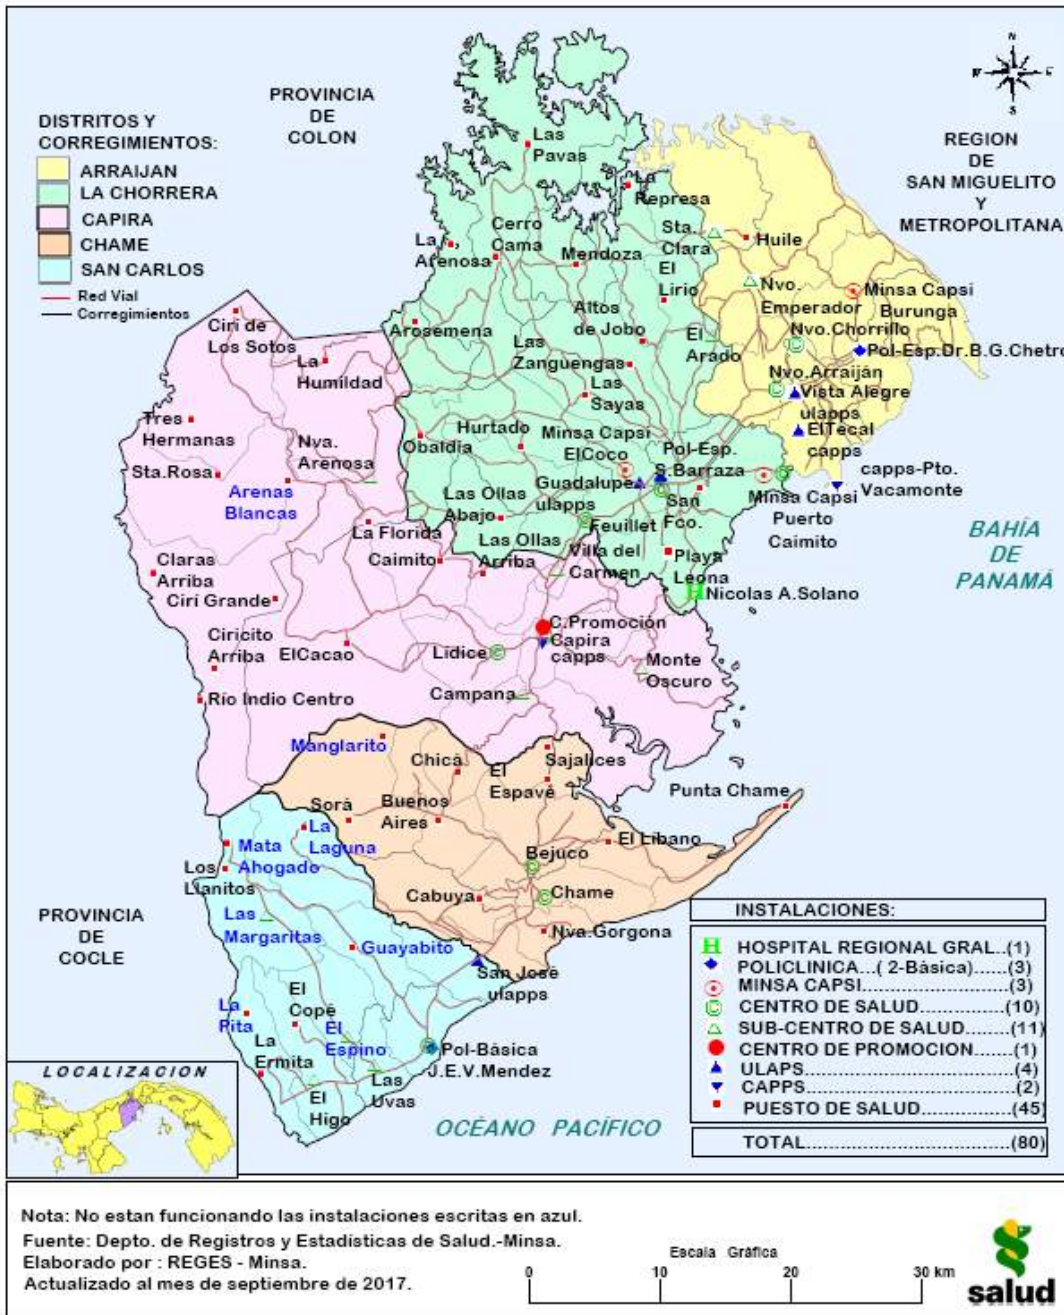 PROVINCIA
DE
COLON
N
W
E
S
DISTRITOS Y
CORREGIMIENTOS:
ARRAIJAN
LA CHORRERA
CAPIRA
CHAME
SAN CARLOS
Red Vial
Corregimientos
REGION
DE
SAN MIGUELITO
Y
METROPOLITANA
Las
Pavas
La
Represa
Cerro
Cama
La
Arenosa
Mendoza
Sta.
Clara
Huile
El
Lirio
Nvo.
Emperador
Minsa Capsi
Burunga
Nvo.Chorrillo
Pol-Esp.Dr.B.G.Chetro
Ciri de
Los Sotos
Arosemena
Altos
de Jobo
El
Arado
La
Humildad
Las
Zanguengas
Nvo.Arraiján
Vista Alegre
ulapps
Las
Sayas
ElTecal
capps
Tres
Hermanas
Nva.
Arenosa
Obaldia
Hurtado
Minsa Capsi
ElCoco
Pol-Esp.
S.Barraza
capps-Pto.
Vacamonte
Sta.Rosa
Arenas
Blancas
Guadalupe
ulapps
San
Fco.
Minsa Capsi
Puerto
Caimito
Las Ollas
Abajo
Feuillet
La Florida
Caimito
Las Ollas
Arriba
Villa del
Carmen
Playa
Leona
BAHÍA
DE
PANAMÁ
Claras
Arriba
Cirí Grande
H
Nicolas A.Solano
Ciricito
Arriba
ElCacao
Lídice
C.Promoción
Capira
capps
Monte
Oscuro
Río Indio Centro
Campana
Manglarito
Chicá
El
Espavé
Sajalices
Punta Chame
Sorá
Buenos
Aires
La
Laguna
Mata
Ahogado
El Líbano
Los
Llanitos
Bejuco
Cabuya
Chame
PROVINCIA
DE
COCLE
Las
Margaritas
Guayabito
Nva.Gorgona
San José
ulapps
El
Copé
La
Pita
El
Espino
La
Ermita
Pol-Básica
J.E.V.Mendez
Las
Uvas
El
Higo
OCÉANO PACÍFICO
INSTALACIONES:
H HOSPITAL REGIONAL GRAL..(1)
POLICLINICA...( 2-Básica)......(3)
MINSA CAPSI......................(3)
© CENTRO DE SALUD............(10)
SUB-CENTRO DE SALUD......(11)
CENTRO DE PROMOCION.......(1)
ULAPS..............................(4)
CAPPS..............................(2)
PUESTO DE SALUD..............(45)
TOTAL..............................(80)
LOCALIZACION
Nota: No estan funcionando las instalaciones escritas en azul.
Fuente: Depto. de Registros y Estadísticas de Salud.-Minsa.
Elaborado por : REGES - Minsa.
Actualizado al mes de septiembre de 2017.
Escala Gráfica
0 10 20 30 km
salud